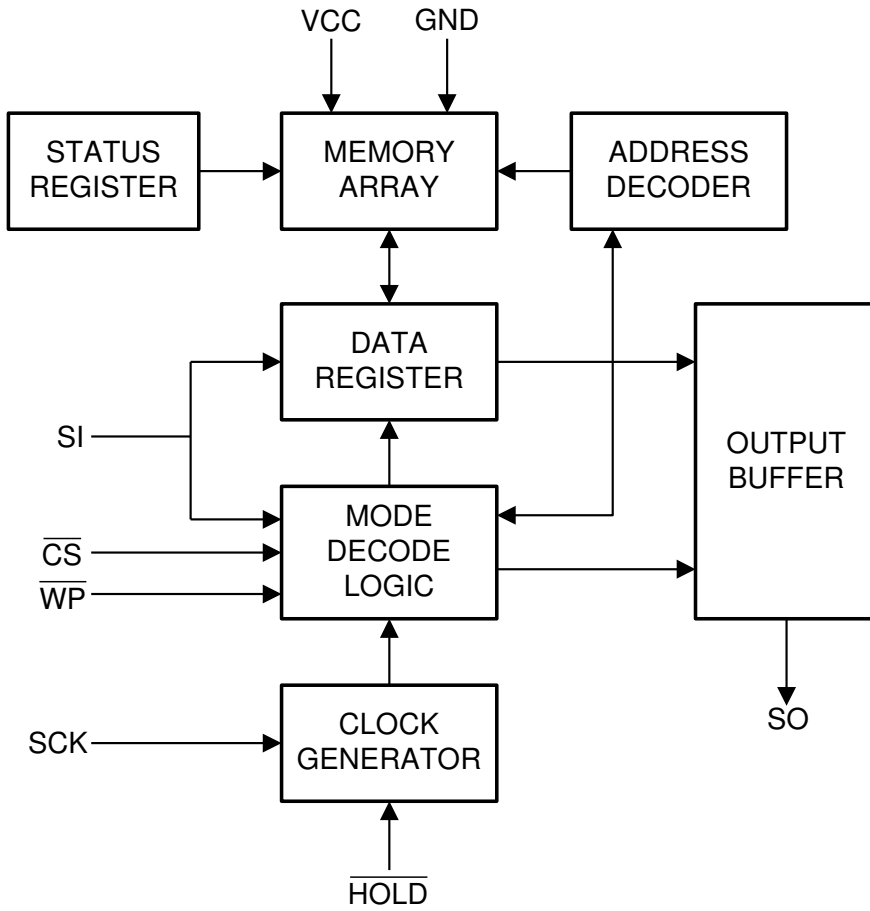 VCC
GND
STATUS
REGISTER
MEMORY
ARRAY
ADDRESS
DECODER
DATA
REGISTER
SI
OUTPUT
BUFFER
MODE
DECODE
LOGIC
CS
WP
SCK
CLOCK
GENERATOR
SO
HOLD